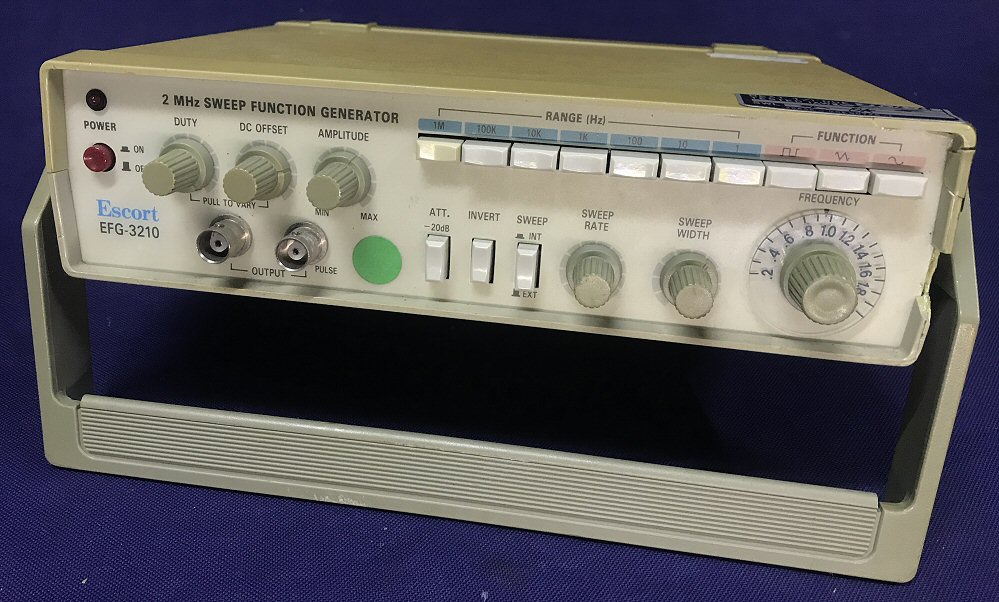 2 MHz SWEEP FUNCTION GENERATOR
POWER
ON
DUTY
DC OFFSET
AMPLITUDE
PULL TO VARY
MIN
MAX
Escort
EFG-3210
OUTPUT
PULSE
RANGE (Hz)
1M 100K 10K 1K 100 10 1
FUNCTION
ATT.
-20dB
INVERT
SWEEP
INT
EXT
SWEEP
RATE
SWEEP
WIDTH
FREQUENCY
.2 .4 .6 .8 1.0 1.2 1.4 1.6 1.8